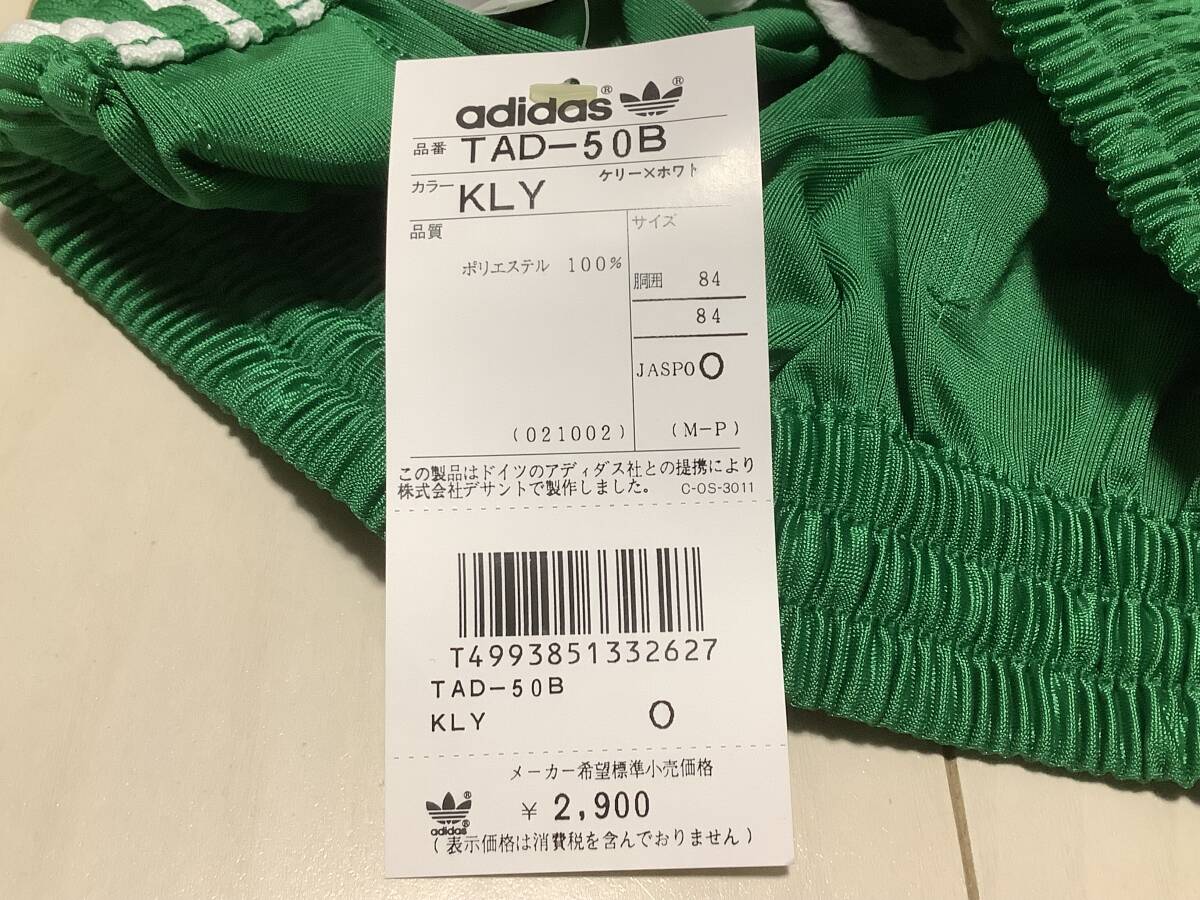 adidas ®
®
品番 TAD-50B
カラー KLY ケリー×ホワト
品質
サイズ
ポリエステル 100%
胴囲 84
84
JASPO O
(021002)
(M-P)
この製品はドイツのアディダス社との提携により
株式会社デサントで製作しました。 C-OS-3011
T4993851332627
TAD-50B
KLY O
メーカー希望標準小売価格
¥ 2,900
®
adidas®
(表示価格は消費税を含んでおりません)